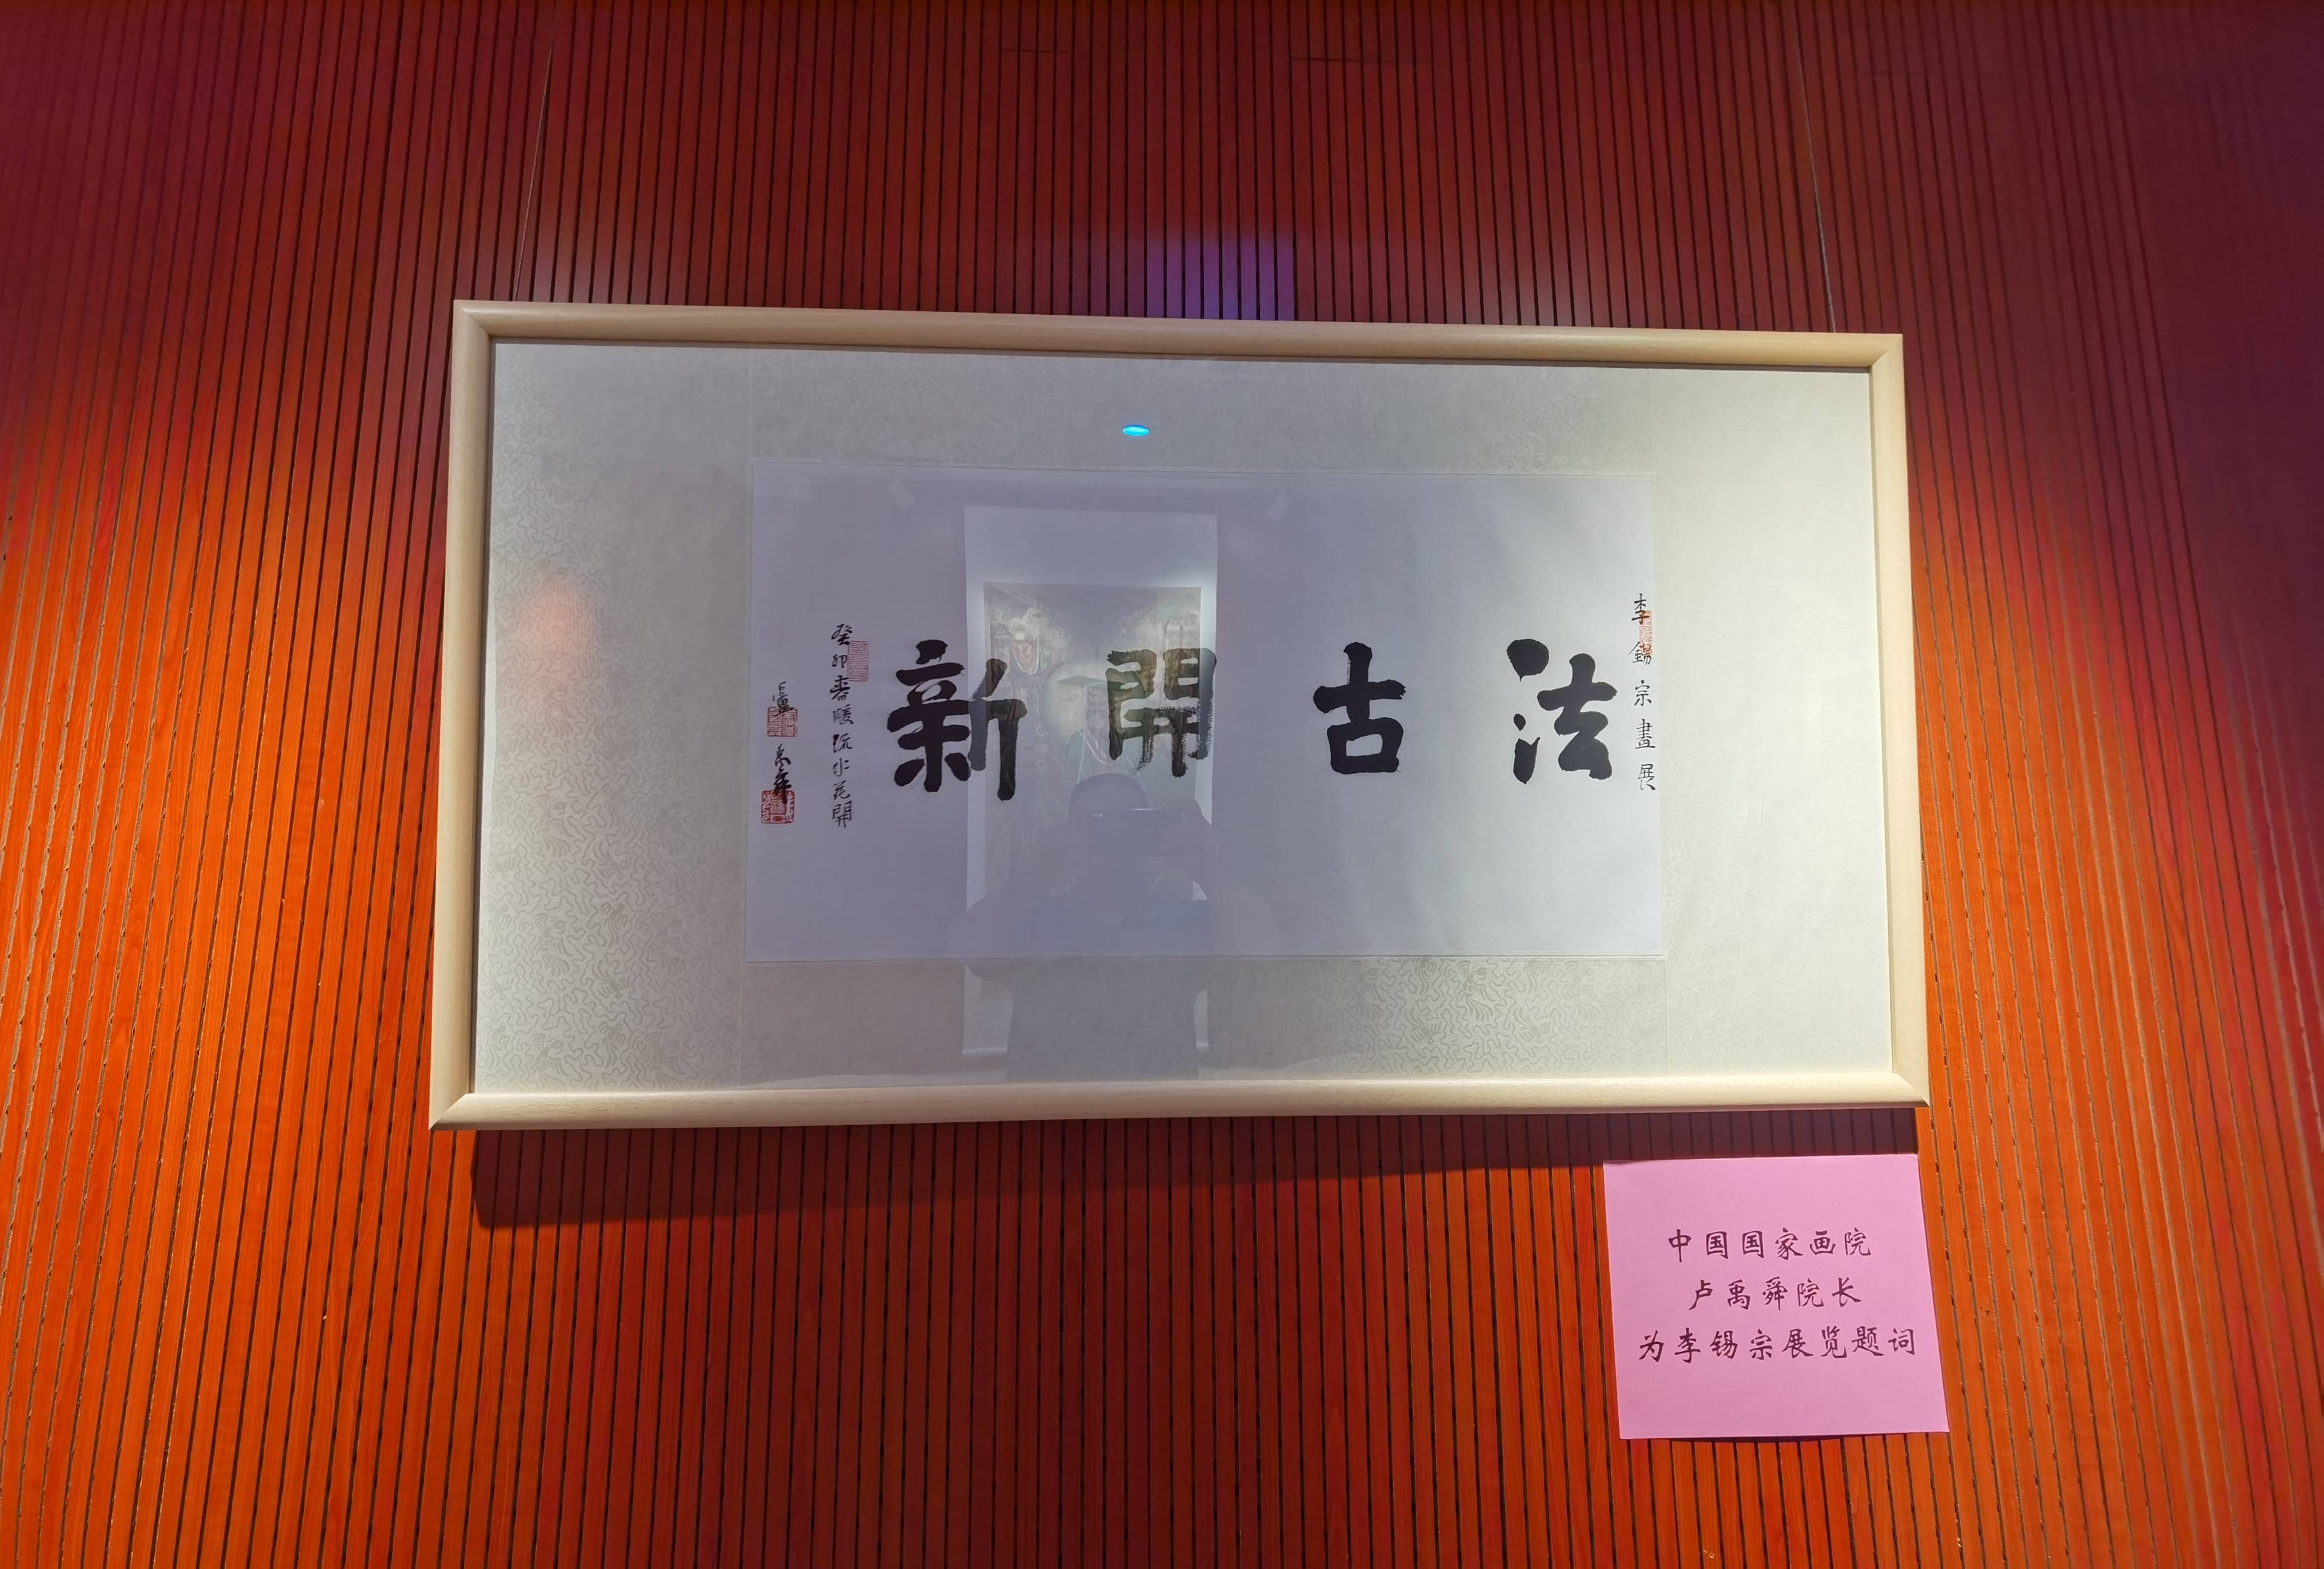 李錫宗畫展
法古開新
癸卯春暖沅水花開
盧禹舜
中国国家画院
卢禹舜院长
为李锡宗展览题词